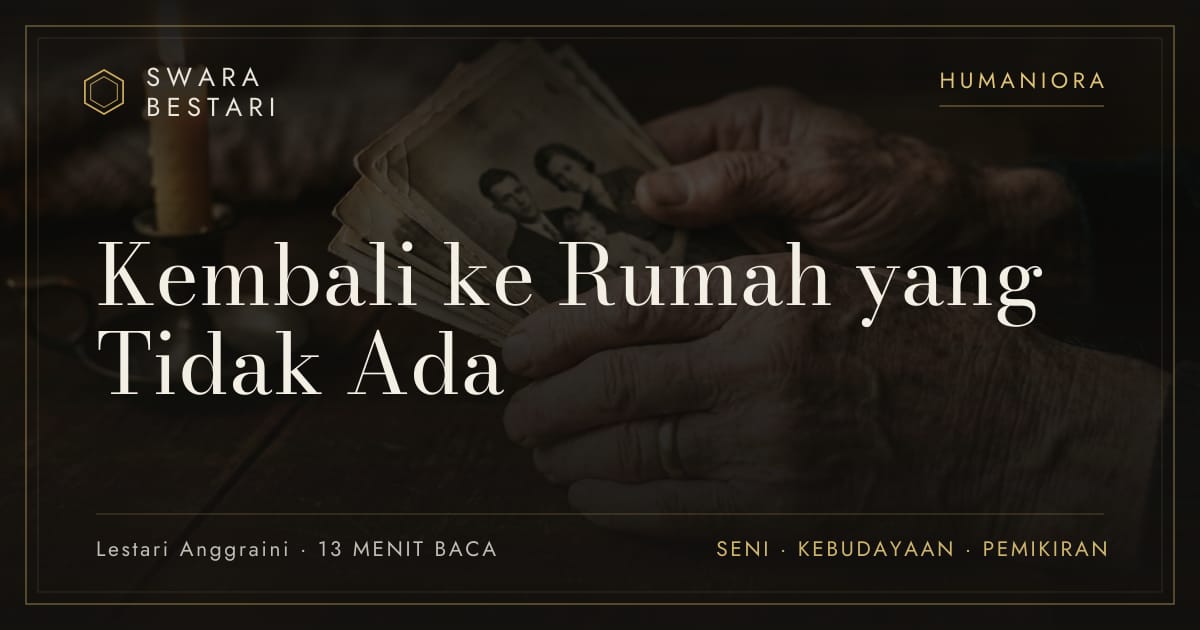 SWARA
BESTARI
HUMANIORA
Kembali ke Rumah yang
Tidak Ada
Lestari Anggraini · 13 MENIT BACA
SENI · KEBUDAYAAN · PEMIKIRAN